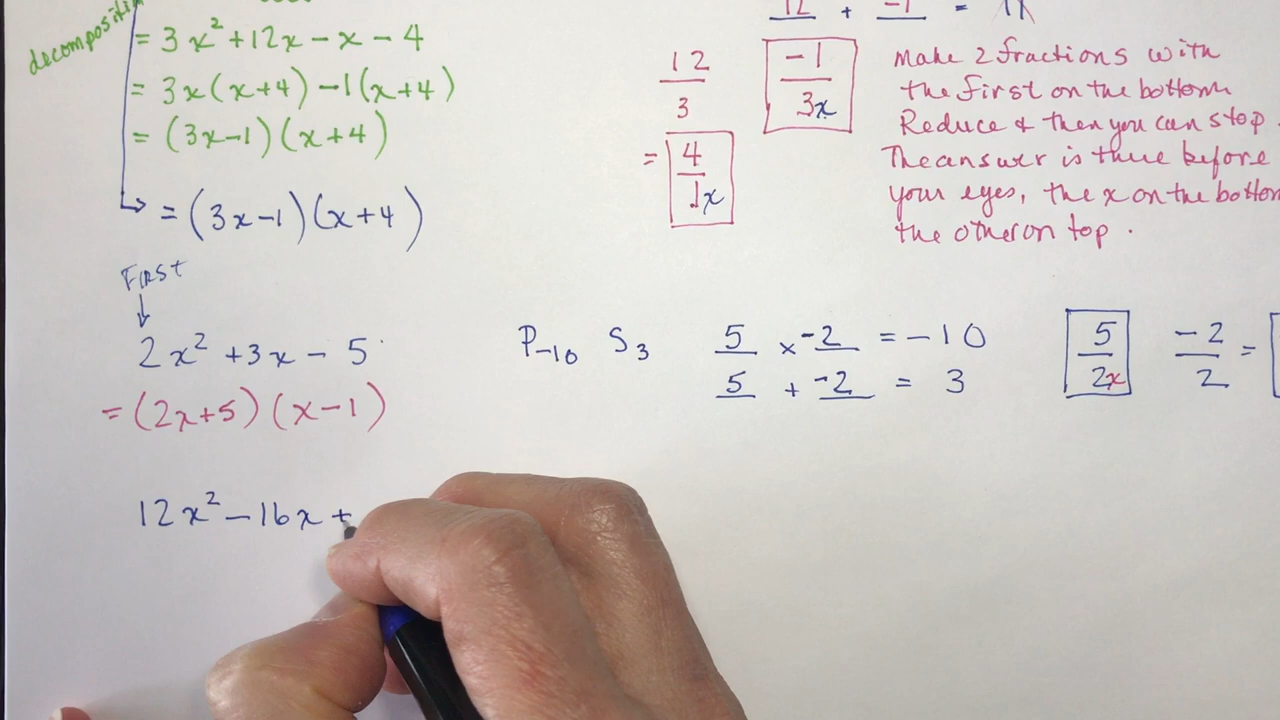 decompositi
= 3x² + 12x - x - 4
= 3x(x+4) - 1(x+4)
= (3x-1)(x+4)
= (3x-1)(x+4)
12 + -1 = 11
12/3
-1/3x
= 4/1x
Make 2 fractions with
the first on the bottom
Reduce & then you can stop.
The answer is there before
your eyes, the x on the bottom
the other on top.
First
2x² + 3x - 5
= (2x+5)(x-1)
P₋₁₀ S₃
5 × -2 = -10
5 + -2 = 3
5/2x
-2/2 =
12x² - 16x +